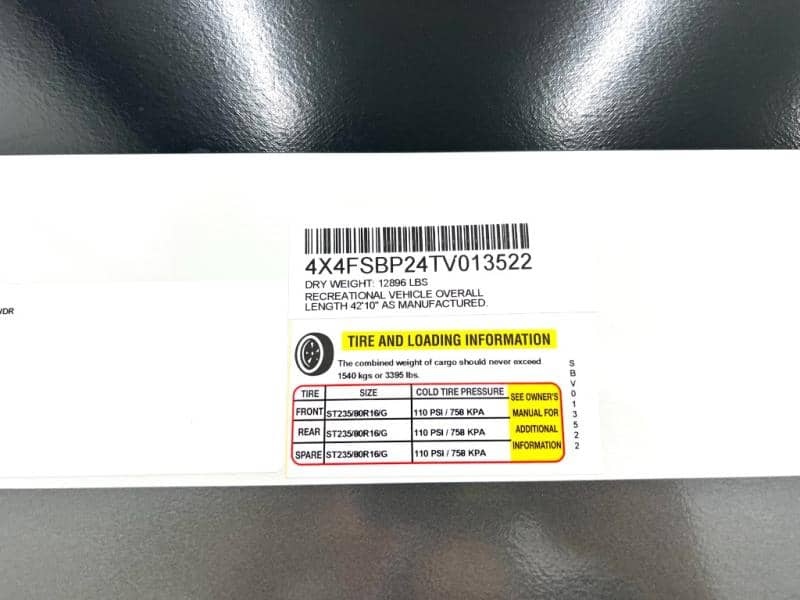 4X4FSBP24TV013522
DRY WEIGHT: 12896 LBS
RECREATIONAL VEHICLE OVERALL
LENGTH 42'10" AS MANUFACTURED.
/DR
TIRE AND LOADING INFORMATION
The combined weight of cargo should never exceed
1540 kgs or 3395 lbs.
TIRE SIZE COLD TIRE PRESSURE
FRONT ST235/80R16/G 110 PSI / 758 KPA
REAR ST235/80R16/G 110 PSI / 758 KPA
SPARE ST235/80R16/G 110 PSI / 758 KPA
SEE OWNER'S
MANUAL FOR
ADDITIONAL
INFORMATION
SBV013522